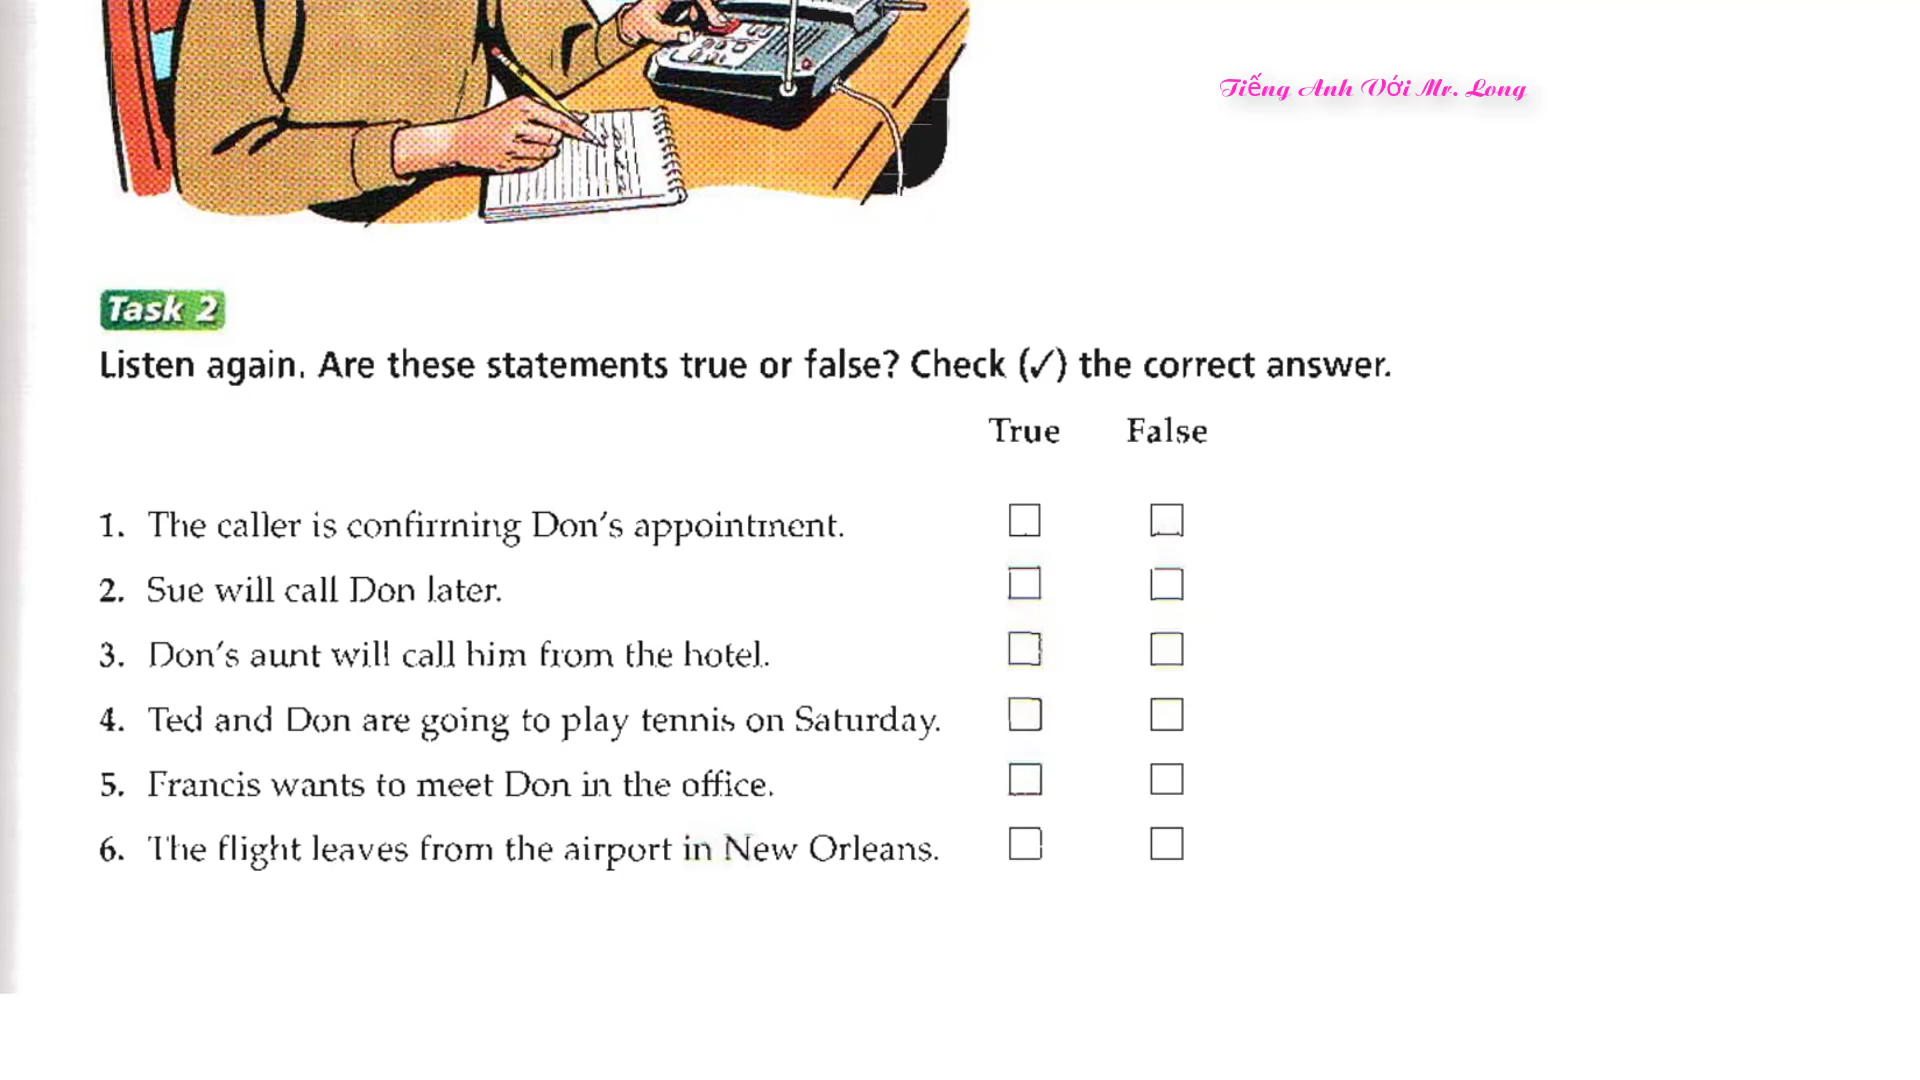 Tiếng Anh Với Mr. Long
Task 2
Listen again. Are these statements true or false? Check (✓) the correct answer.
True False
1. The caller is confirming Don's appointment.
2. Sue will call Don later.
3. Don's aunt will call him from the hotel.
4. Ted and Don are going to play tennis on Saturday.
5. Francis wants to meet Don in the office.
6. The flight leaves from the airport in New Orleans.